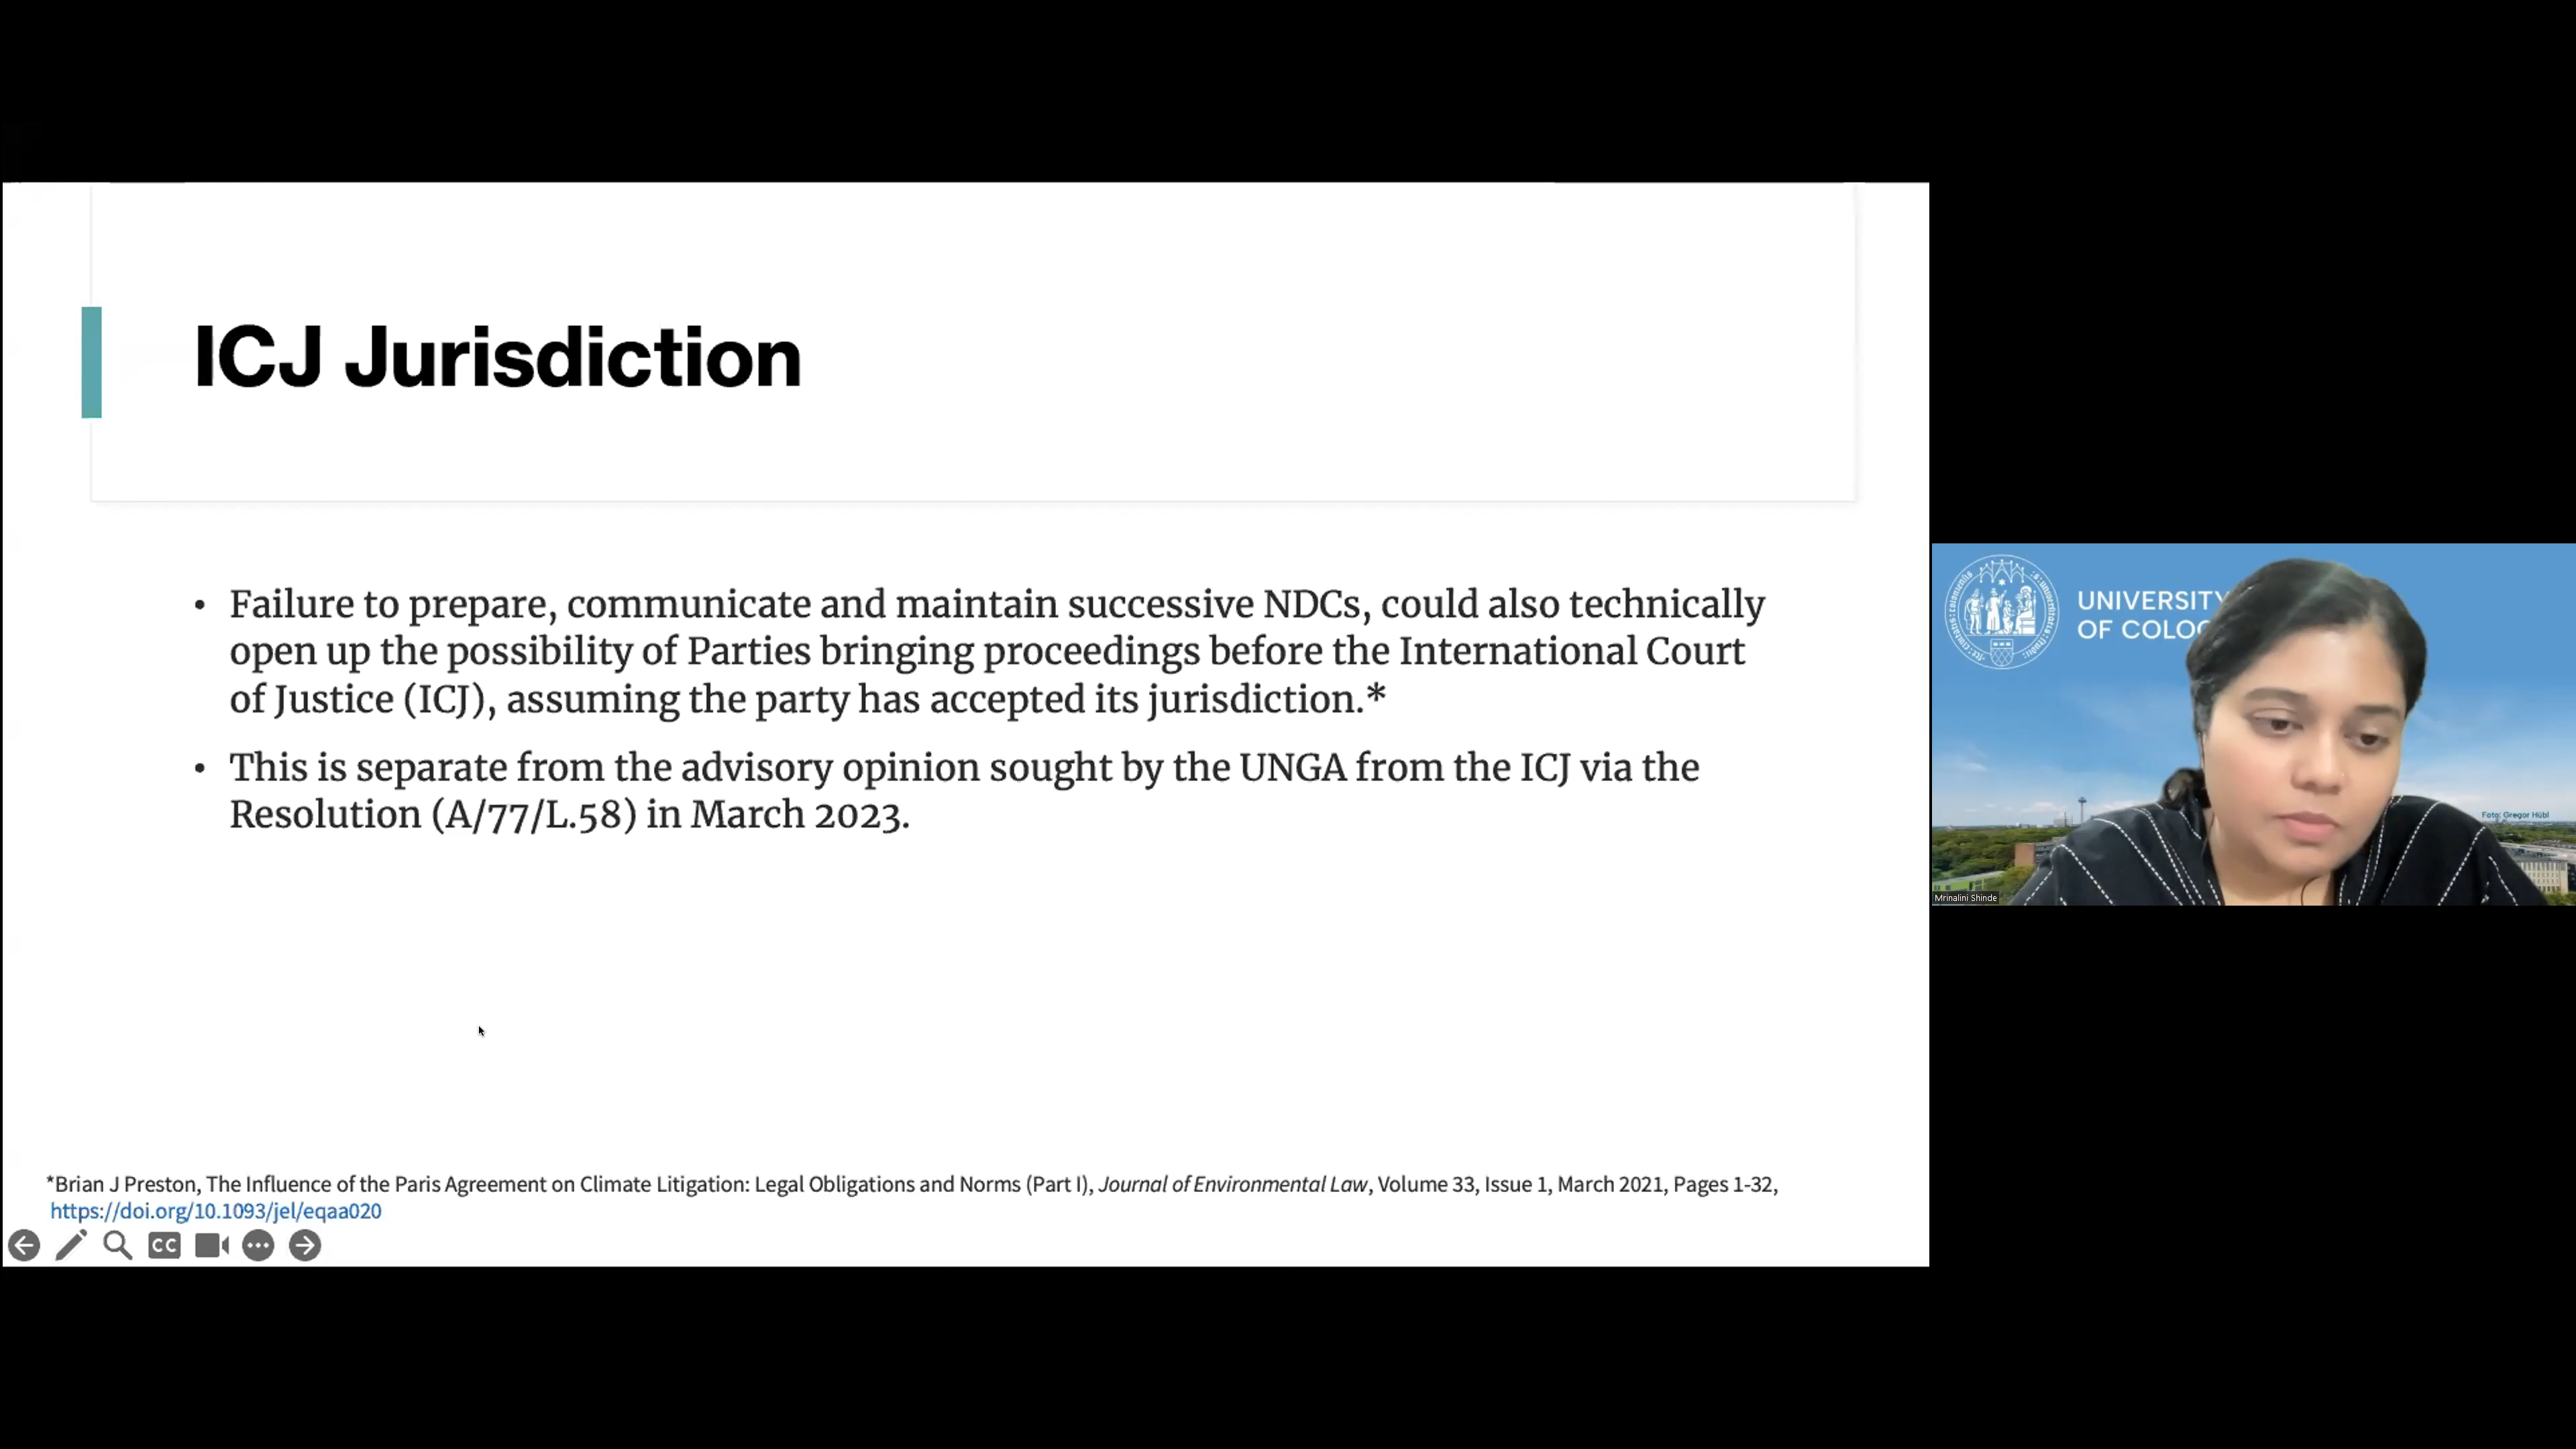 ICJ Jurisdiction
• Failure to prepare, communicate and maintain successive NDCs, could also technically
open up the possibility of Parties bringing proceedings before the International Court
of Justice (ICJ), assuming the party has accepted its jurisdiction.*
• This is separate from the advisory opinion sought by the UNGA from the ICJ via the
Resolution (A/77/L.58) in March 2023.
*Brian J Preston, The Influence of the Paris Agreement on Climate Litigation: Legal Obligations and Norms (Part I), Journal of Environmental Law, Volume 33, Issue 1, March 2021, Pages 1-32,
https://doi.org/10.1093/jel/eqaa020
CC
UNIVERSITY
OF COLO
Foto: Gregor Hübl
Mrinalini Shinde